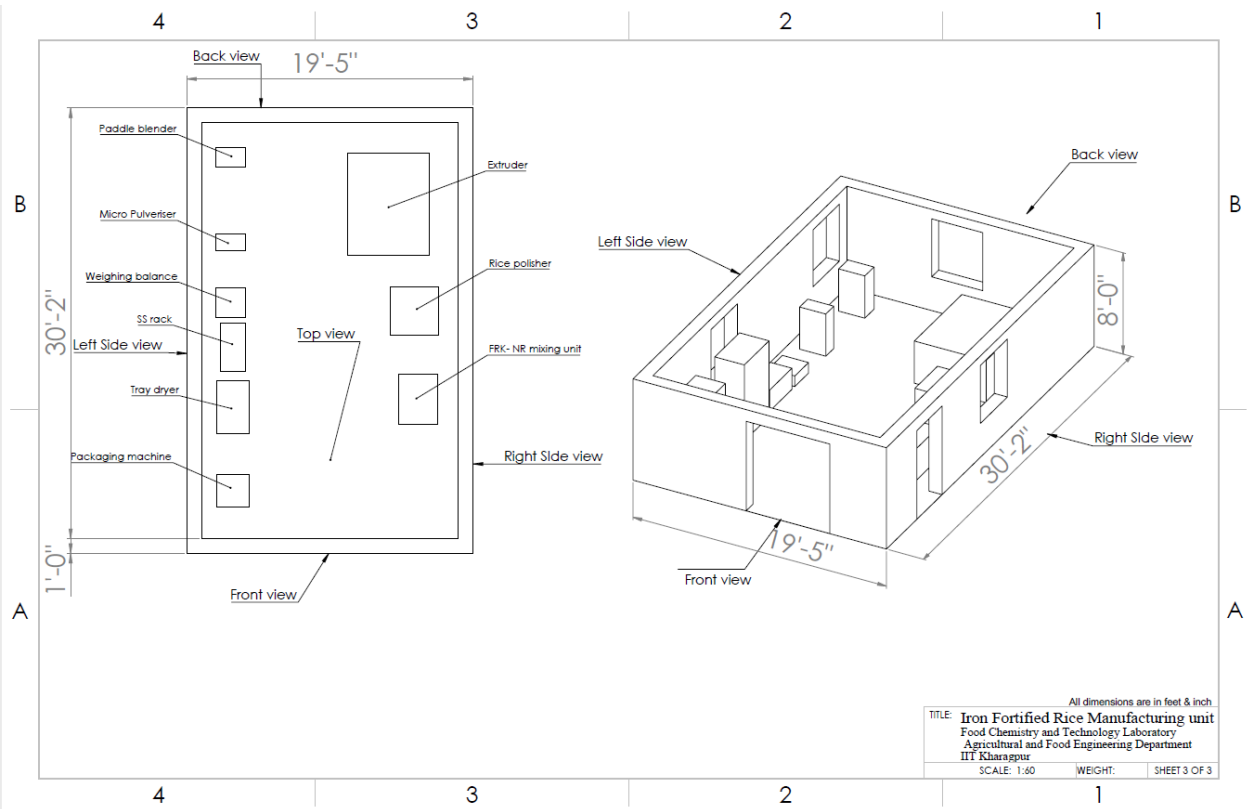 4
3
2
1
B
B
A
A
Back view
19'-5"
Paddle blender
Extruder
Micro Pulveriser
Weighing balance
Rice polisher
SS rack
30'-2"
Left Side view
Top view
FRK- NR mixing unit
Tray dryer
Packaging machine
Right SIde view
1'-0"
Front view
Back view
Left Side view
8'-0"
Right SIde view
30'-2"
19'-5"
Front view
All dimensions are in feet & inch
TITLE: Iron Fortified Rice Manufacturing unit
Food Chemistry and Technology Laboratory
Agricultural and Food Engineering Department
IIT Kharagpur
SCALE: 1:60 WEIGHT: SHEET 3 OF 3
4
3
2
1